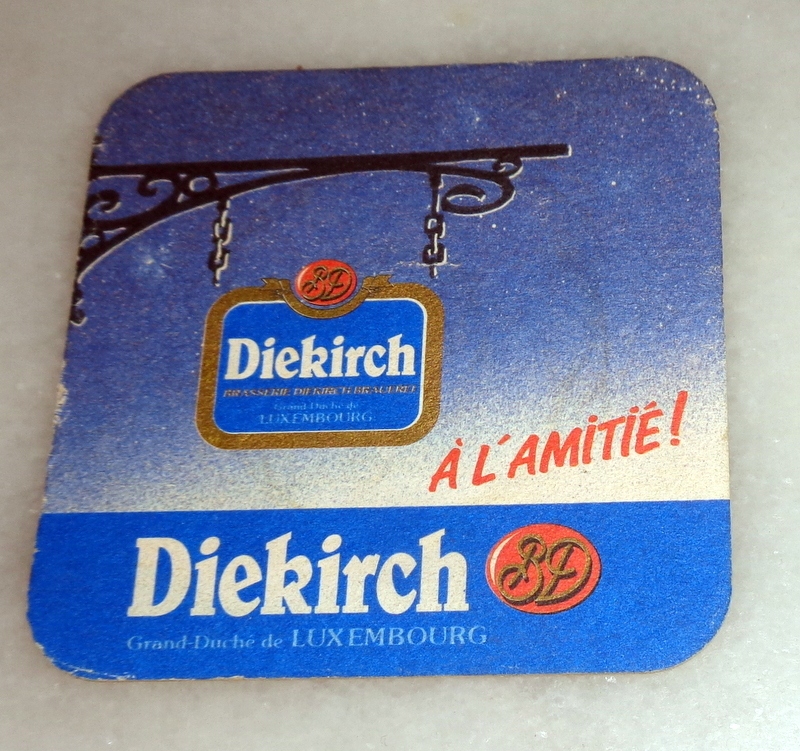 BD
Diekirch
BRASSERIE DIEKIRCH BRAUEREI
Grand-Duché de
LUXEMBOURG
À L'AMITIÉ!
Diekirch BD
Grand-Duché de LUXEMBOURG